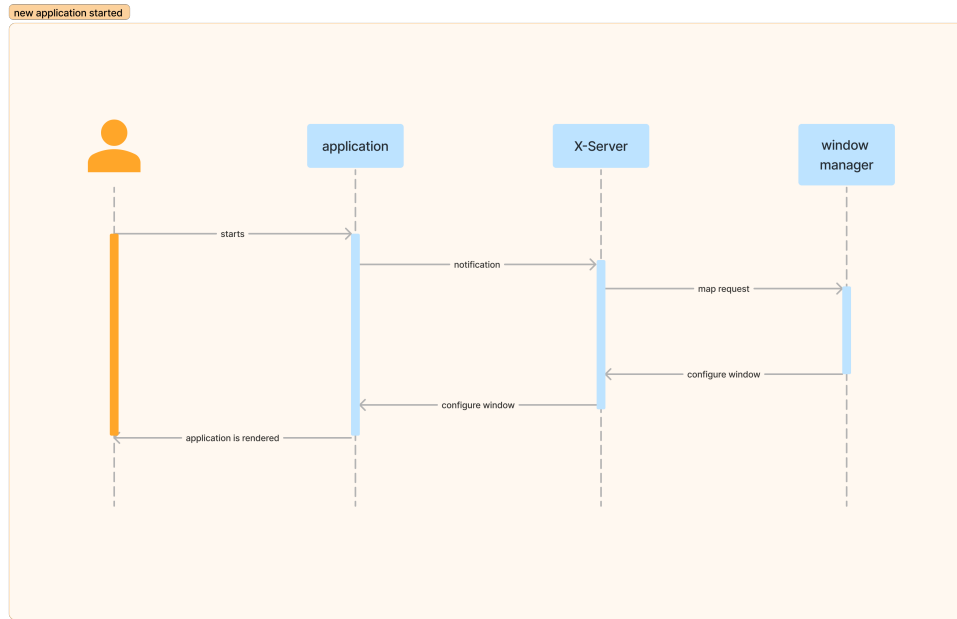 new application started
application
X-Server
window
manager
starts
notification
map request
configure window
configure window
application is rendered